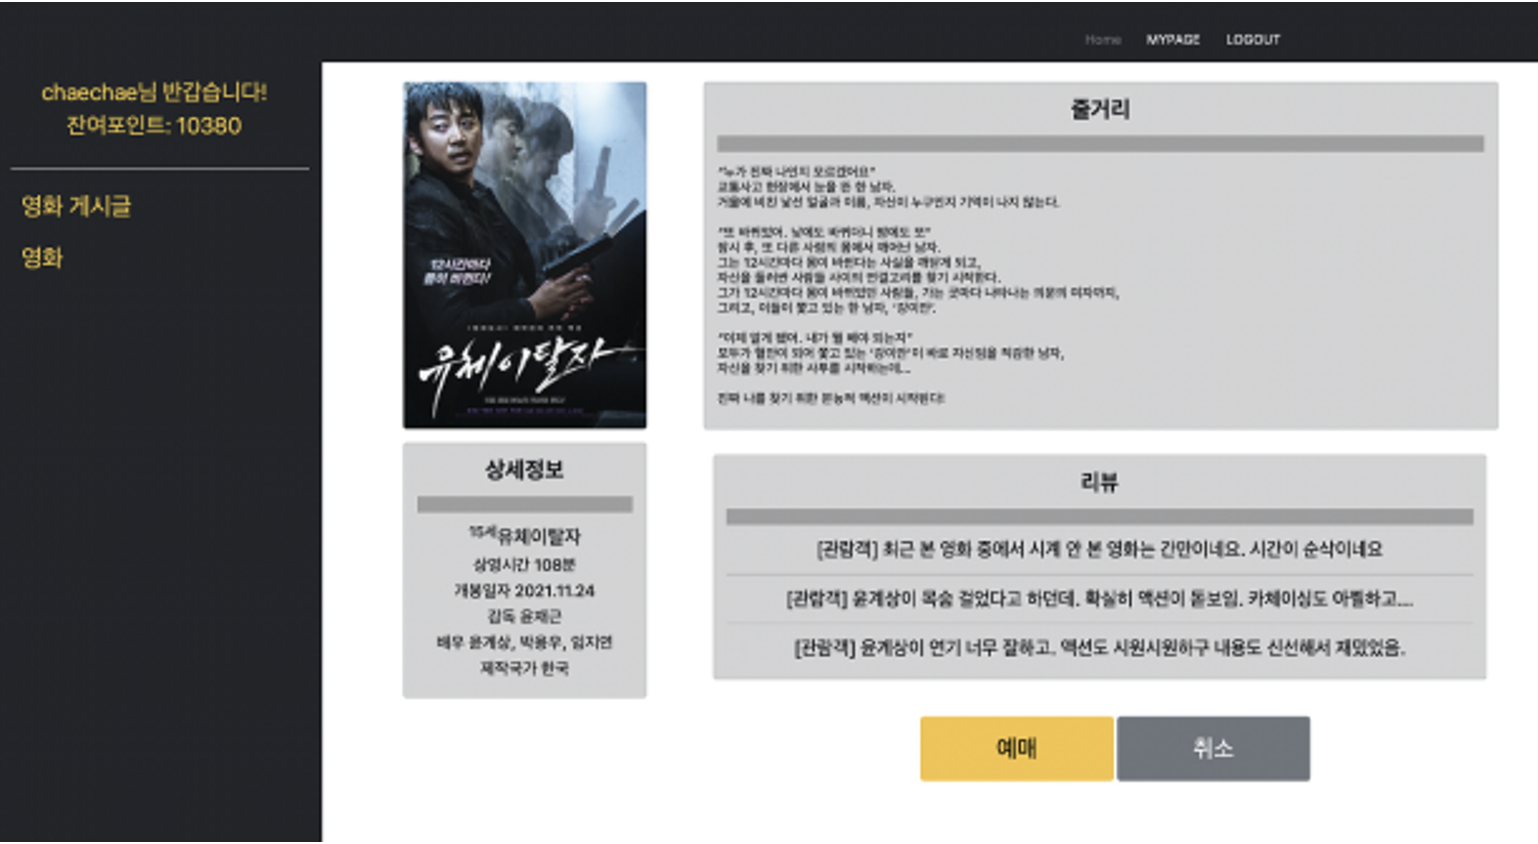 Home MYPAGE LOGOUT
chaechae님 반갑습니다!
잔여포인트: 10380
영화 게시글
영화
12시간마다
몸이 바뀐다!
유체이탈자
줄거리
"누가 진짜 나인지 모르겠어요"
교통사고 현장에서 눈을 뜬 한 남자.
거울에 비친 낯선 얼굴과 이름, 자신이 누구인지 기억이 나지 않는다.
"또 바뀌었어. 낮에도 바뀌더니 밤에도 또"
잠시 후, 또 다른 사람의 몸에서 깨어난 남자.
그는 12시간마다 몸이 바뀐다는 사실을 깨닫게 되고,
자신을 둘러싼 사람들 사이의 연결고리를 찾기 시작한다.
그가 12시간마다 몸이 바뀌었던 사람들, 가는 곳마다 나타나는 의문의 여자까지,
그리고, 이들이 쫓고 있는 한 남자, '강이안'.
"이제 알게 됐어. 내가 뭘 해야 되는지"
모두가 혈안이 되어 쫓고 있는 '강이안'이 바로 자신임을 직감한 남자,
자신을 찾기 위한 사투를 시작하는데...
진짜 나를 찾기 위한 본능적 액션이 시작된다!
상세정보
15세유체이탈자
상영시간 108분
개봉일자 2021.11.24
감독 윤재근
배우 윤계상, 박용우, 임지연
제작국가 한국
리뷰
[관람객] 최근 본 영화 중에서 시계 안 본 영화는 간만이네요. 시간이 순삭이네요
[관람객] 윤계상이 목숨 걸었다고 하던데. 확실히 액션이 돋보임. 카체이싱도 아찔하고....
[관람객] 윤계상이 연기 너무 잘하고. 액션도 시원시원하구 내용도 신선해서 재밌었음.
예매
취소